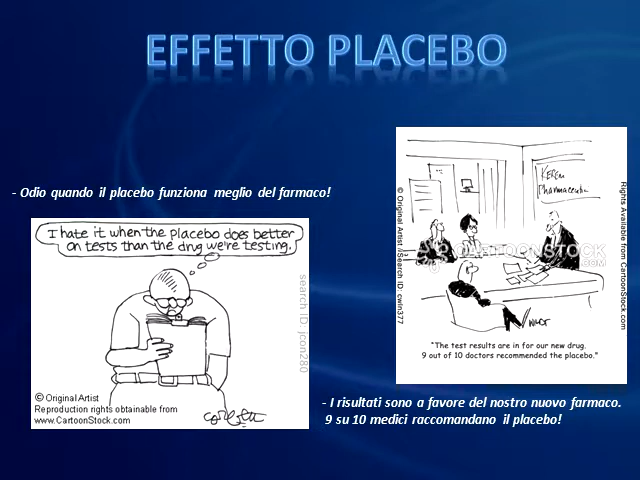 EFFETTO PLACEBO
- Odio quando il placebo funziona meglio del farmaco!
I hate it when the placebo does better
on tests than the drug we're testing.
search ID: jcon280
© Original Artist
Reproduction rights obtainable from
www.CartoonStock.com
© Original Artist / Search ID: cwln377
Rights Available from CartoonStock.com
Pharmaceutic
CARTOONSTOCK
.COM
"The test results are in for our new drug.
9 out of 10 doctors recommended the placebo."
- I risultati sono a favore del nostro nuovo farmaco.
9 su 10 medici raccomandano il placebo!